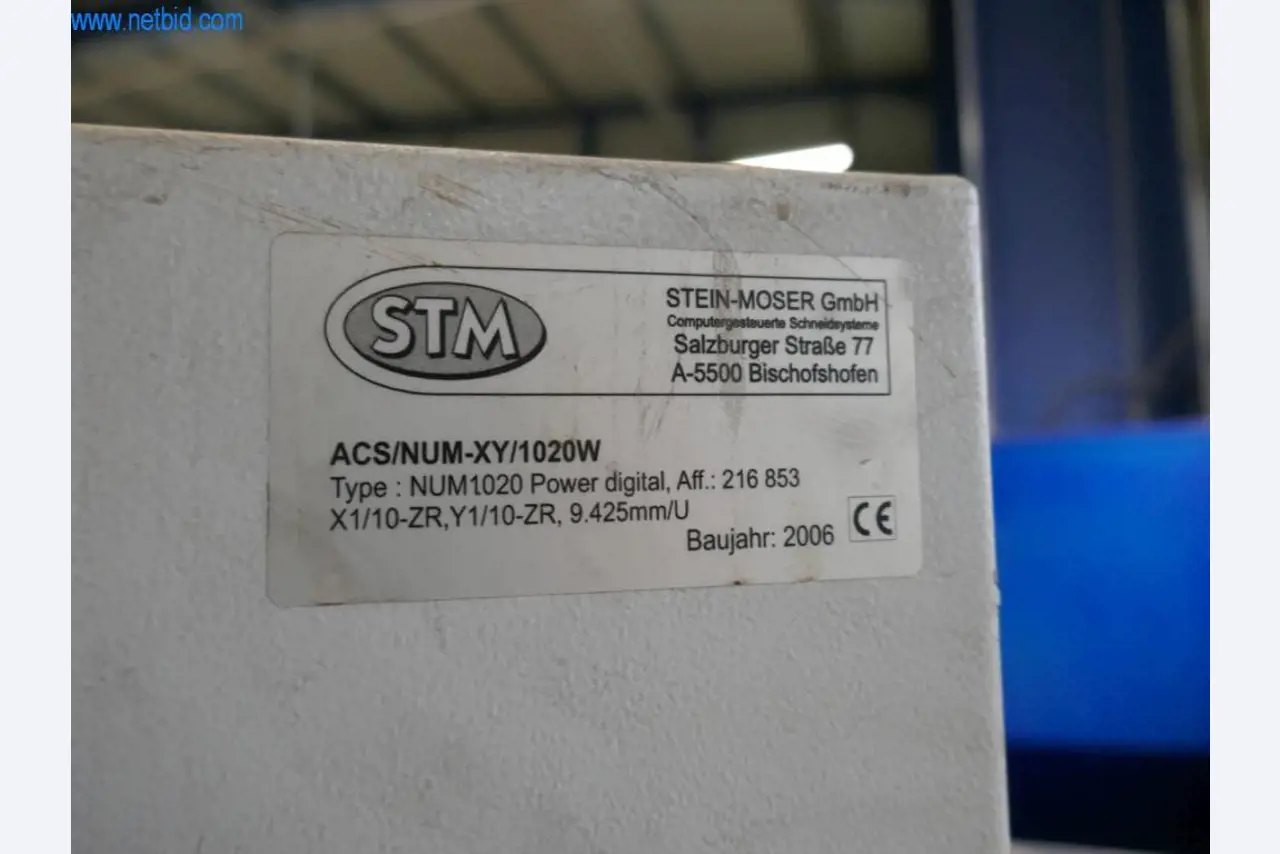 www.netbid.com
STM
STEIN-MOSER GmbH
Computergesteuerte Schneidsysteme
Salzburger Straße 77
A-5500 Bischofshofen
ACS/NUM-XY/1020W
Type : NUM1020 Power digital, Aff.: 216 853
X1/10-ZR,Y1/10-ZR, 9.425mm/U
Baujahr: 2006
CE